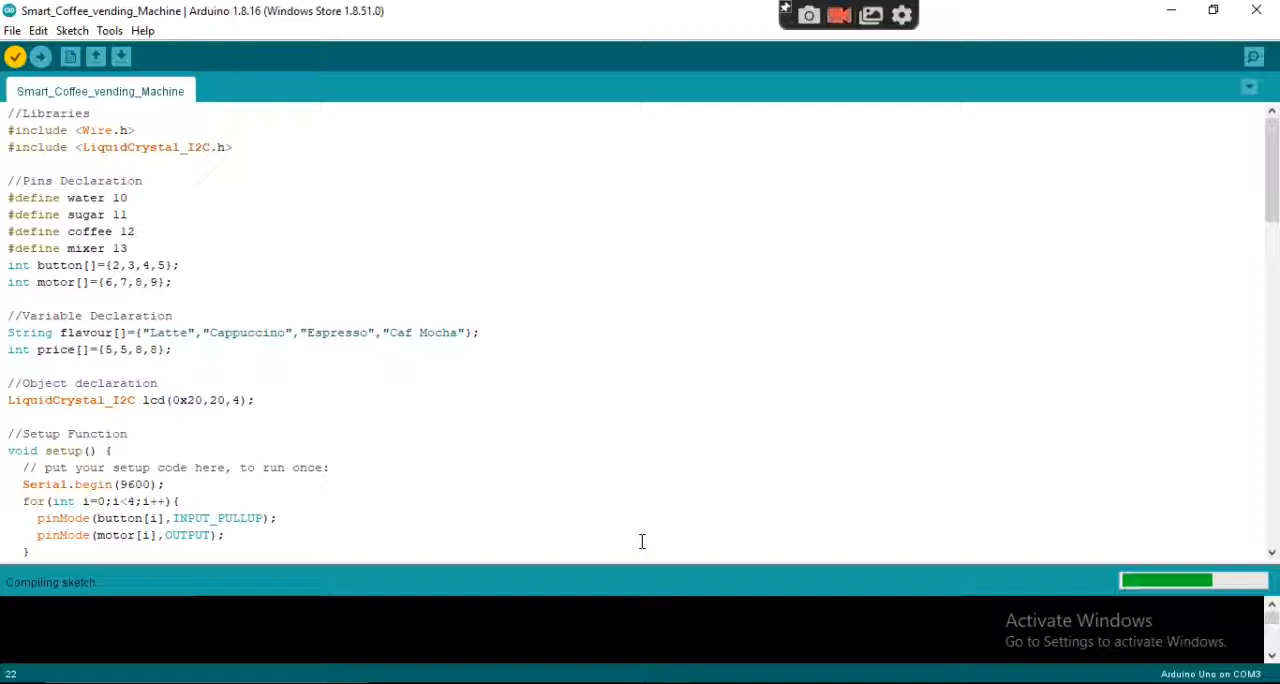 Smart_Coffee_vending_Machine | Arduino 1.8.16 (Windows Store 1.8.51.0)
File Edit Sketch Tools Help
Smart_Coffee_vending_Machine
//Libraries
#include <Wire.h>
#include <LiquidCrystal_I2C.h>
//Pins Declaration
#define water 10
#define sugar 11
#define coffee 12
#define mixer 13
int button[]={2,3,4,5};
int motor[]={6,7,8,9};
//Variable Declaration
String flavour[]={"Latte","Cappuccino","Espresso","Caf Mocha"};
int price[]={5,5,8,8};
//Object declaration
LiquidCrystal_I2C lcd(0x20,20,4);
//Setup Function
void setup() {
// put your setup code here, to run once:
Serial.begin(9600);
for(int i=0;i<4;i++){
pinMode(button[i],INPUT_PULLUP);
pinMode(motor[i],OUTPUT);
}
Compiling sketch...
Activate Windows
Go to Settings to activate Windows.
22
Arduino Uno on COM3